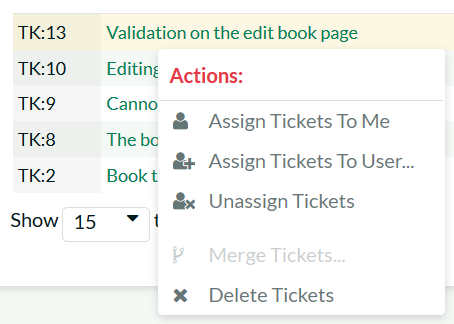 TK:13 Validation on the edit book page
TK:10 Editing
TK:9 Canno
TK:8 The bo
TK:2 Book t
Actions:
Assign Tickets To Me
Assign Tickets To User...
Unassign Tickets
Merge Tickets...
Delete Tickets
Show 15 t